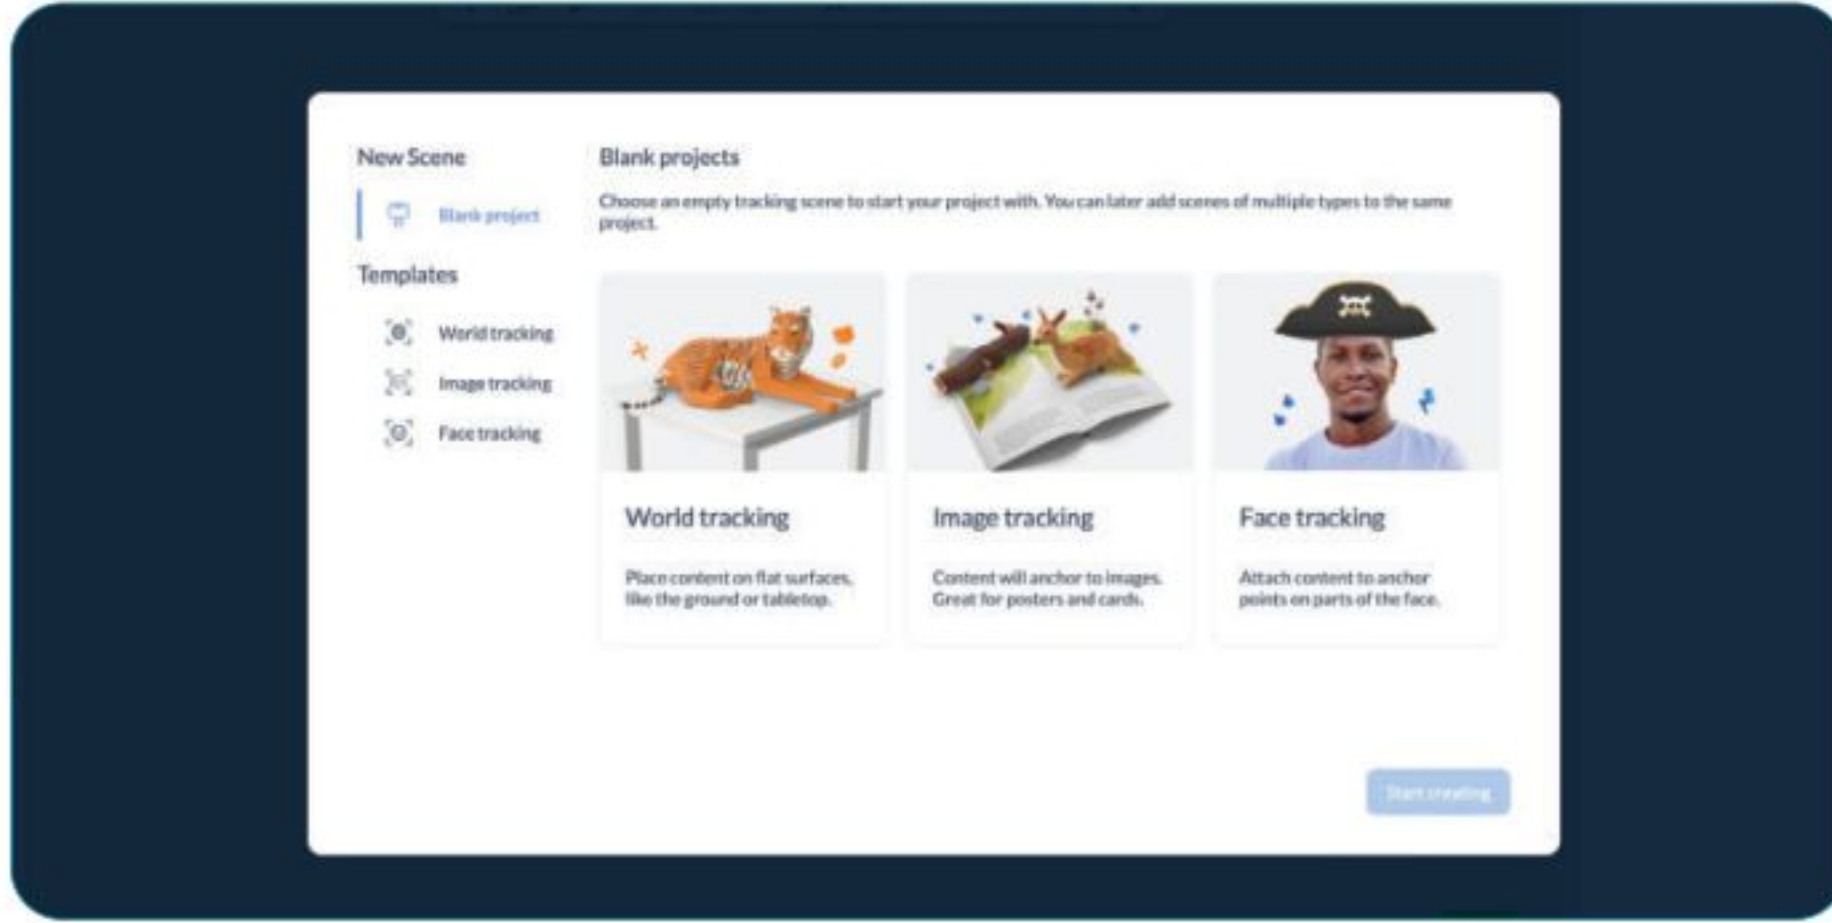 New Scene
Blank project
Templates
World tracking
Image tracking
Face tracking
Blank projects
Choose an empty tracking scene to start your project with. You can later add scenes of multiple types to the same
project.
World tracking
Place content on flat surfaces,
like the ground or tabletop.
Image tracking
Content will anchor to images.
Great for posters and cards.
Face tracking
Attach content to anchor
points on parts of the face.
Start creating